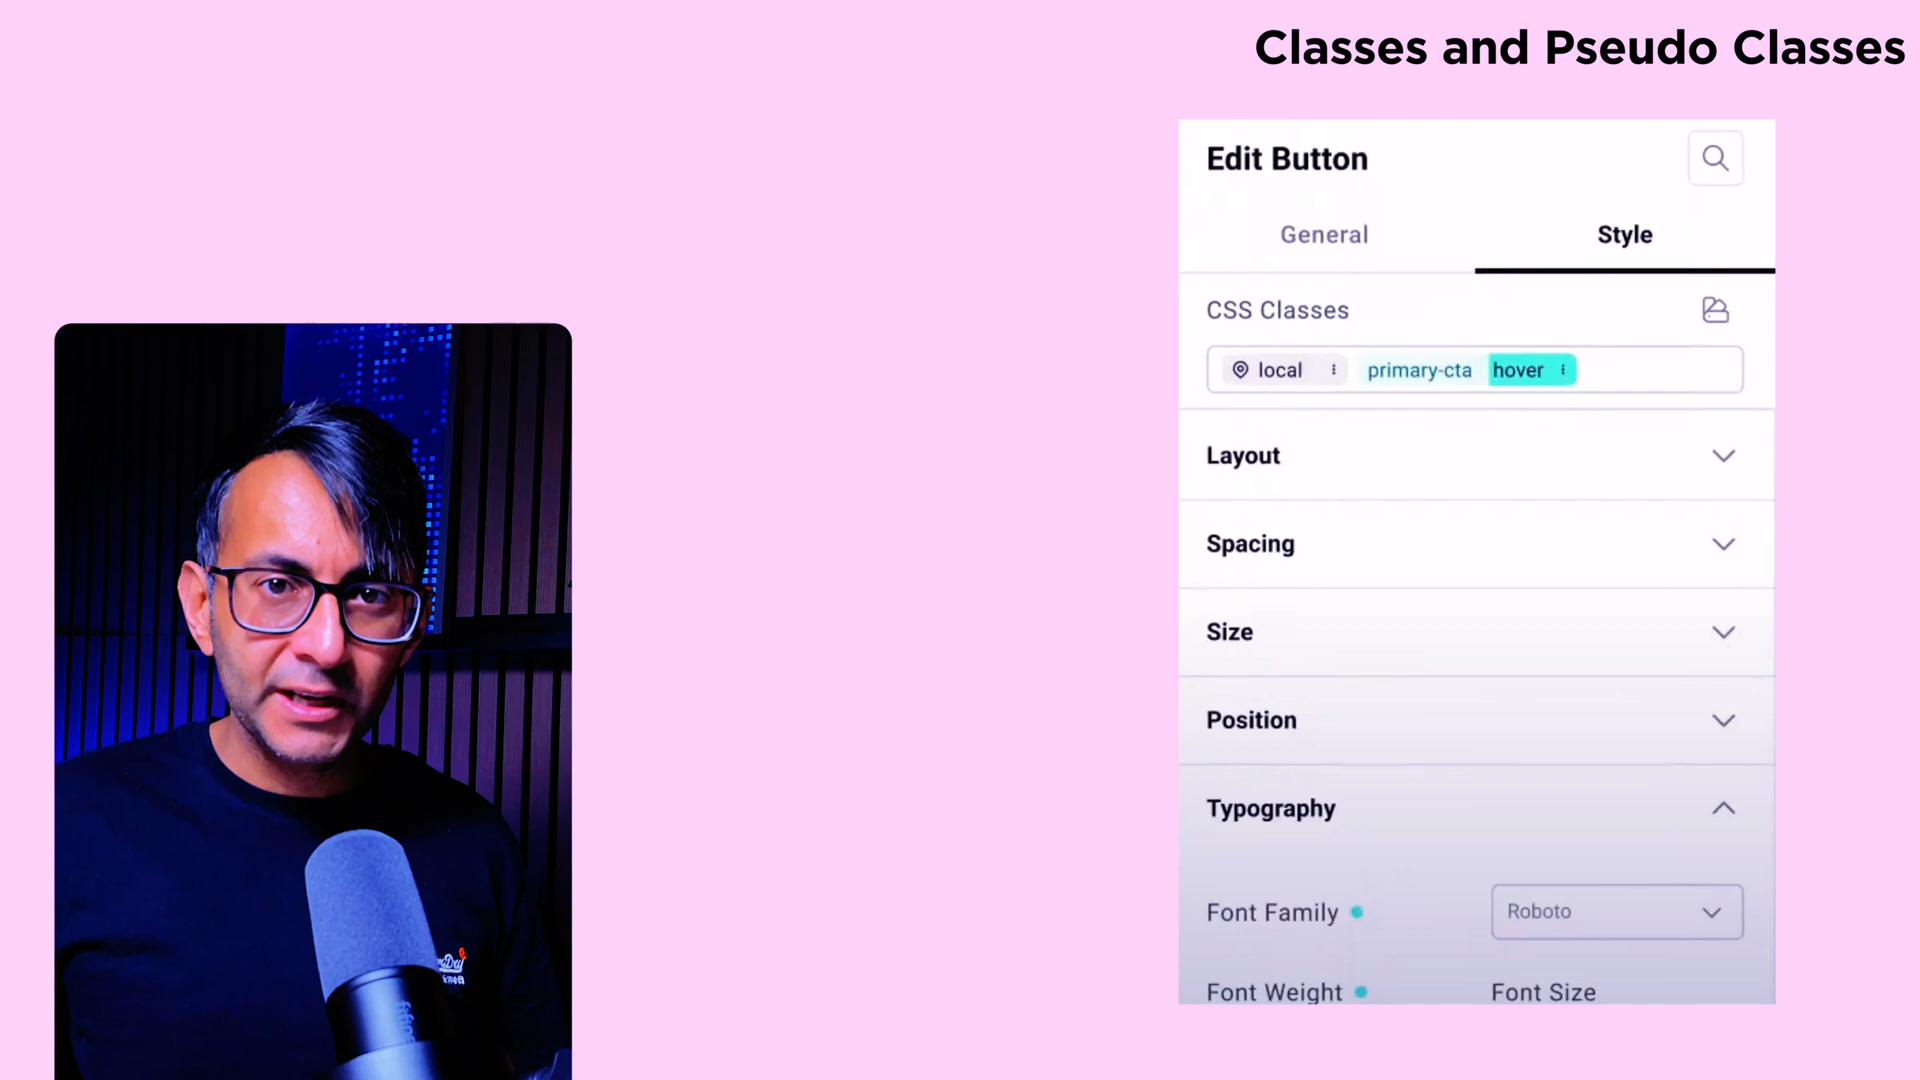 Classes and Pseudo Classes
Edit Button
General Style
CSS Classes
local primary-cta hover
Layout
Spacing
Size
Position
Typography
Font Family Roboto
Font Weight Font Size